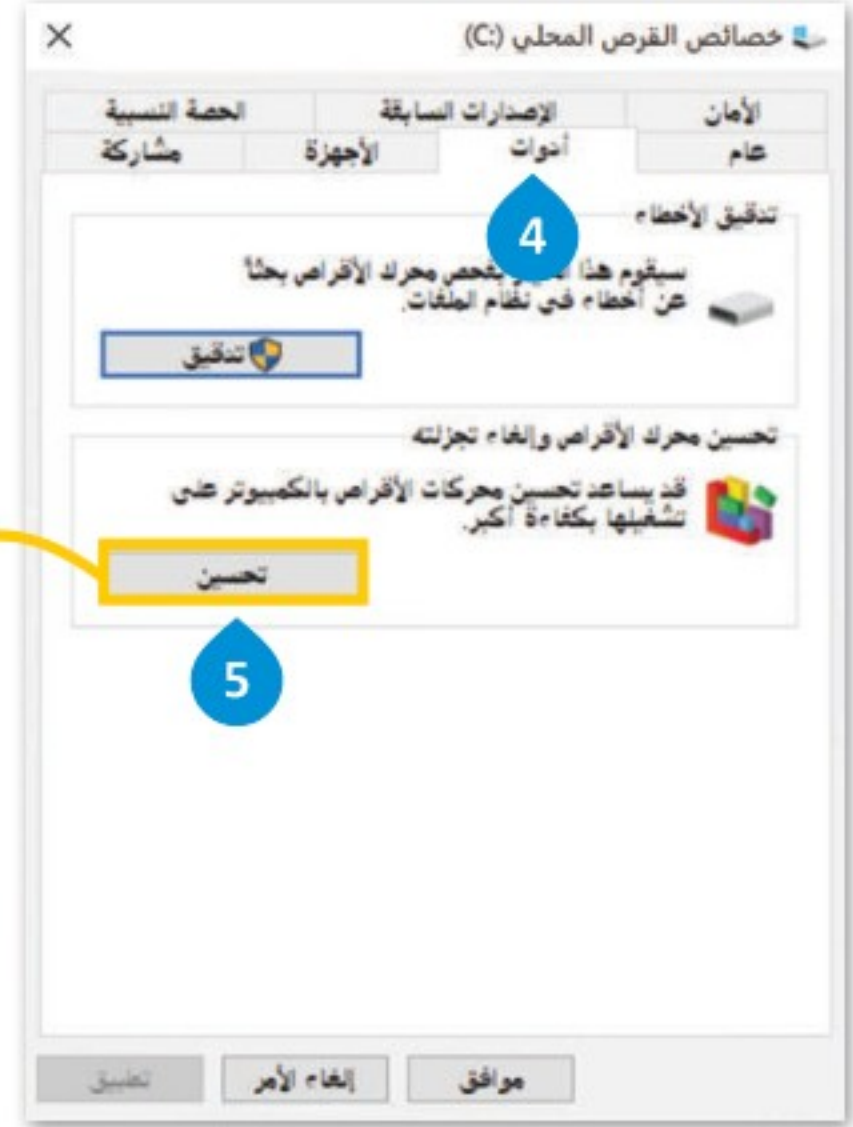 خصائص القرص المحلي (C:)
الأمان الإصدارات السابقة الحصة النسبية
عام أدوات الأجهزة مشاركة
4
تدقيق الأخطاء
سيقوم هذا بفحص محرك الأقراص بحثاً
عن أخطاء في نظام الملفات.
تدقيق
تحسين محرك الأقراص وإلغاء تجزئته
قد يساعد تحسين محركات الأقراص بالكمبيوتر على
تشغيلها بكفاءة أكبر.
تحسين
5
موافق إلغاء الأمر تطبيق